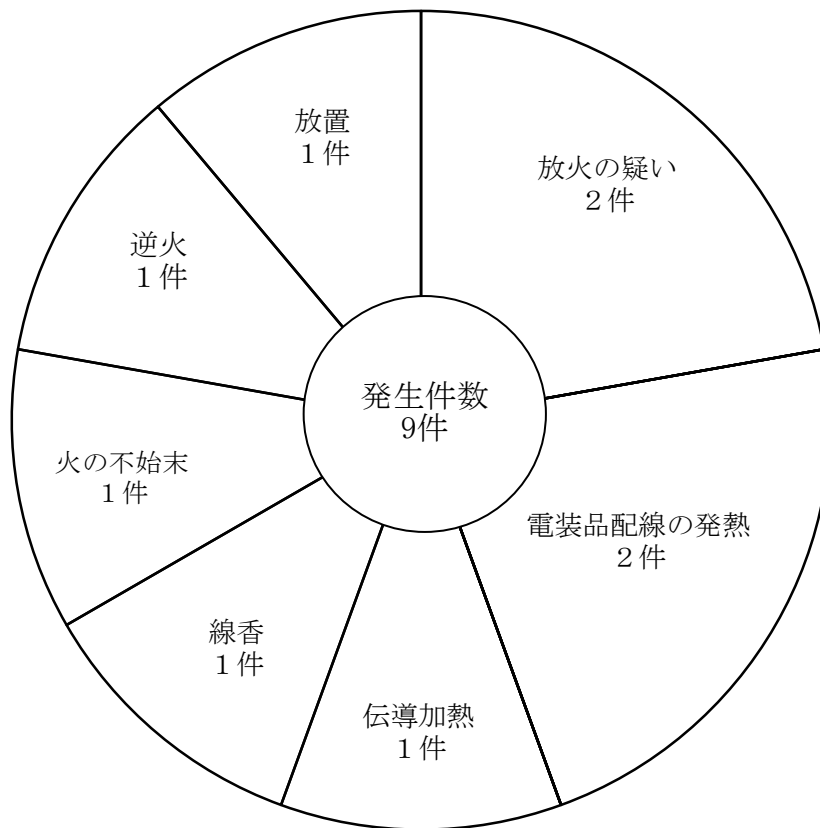 放置
１件
放火の疑い
２件
逆火
１件
発生件数
9件
火の不始末
１件
電装品配線の発熱
２件
線香
１件
伝導加熱
１件